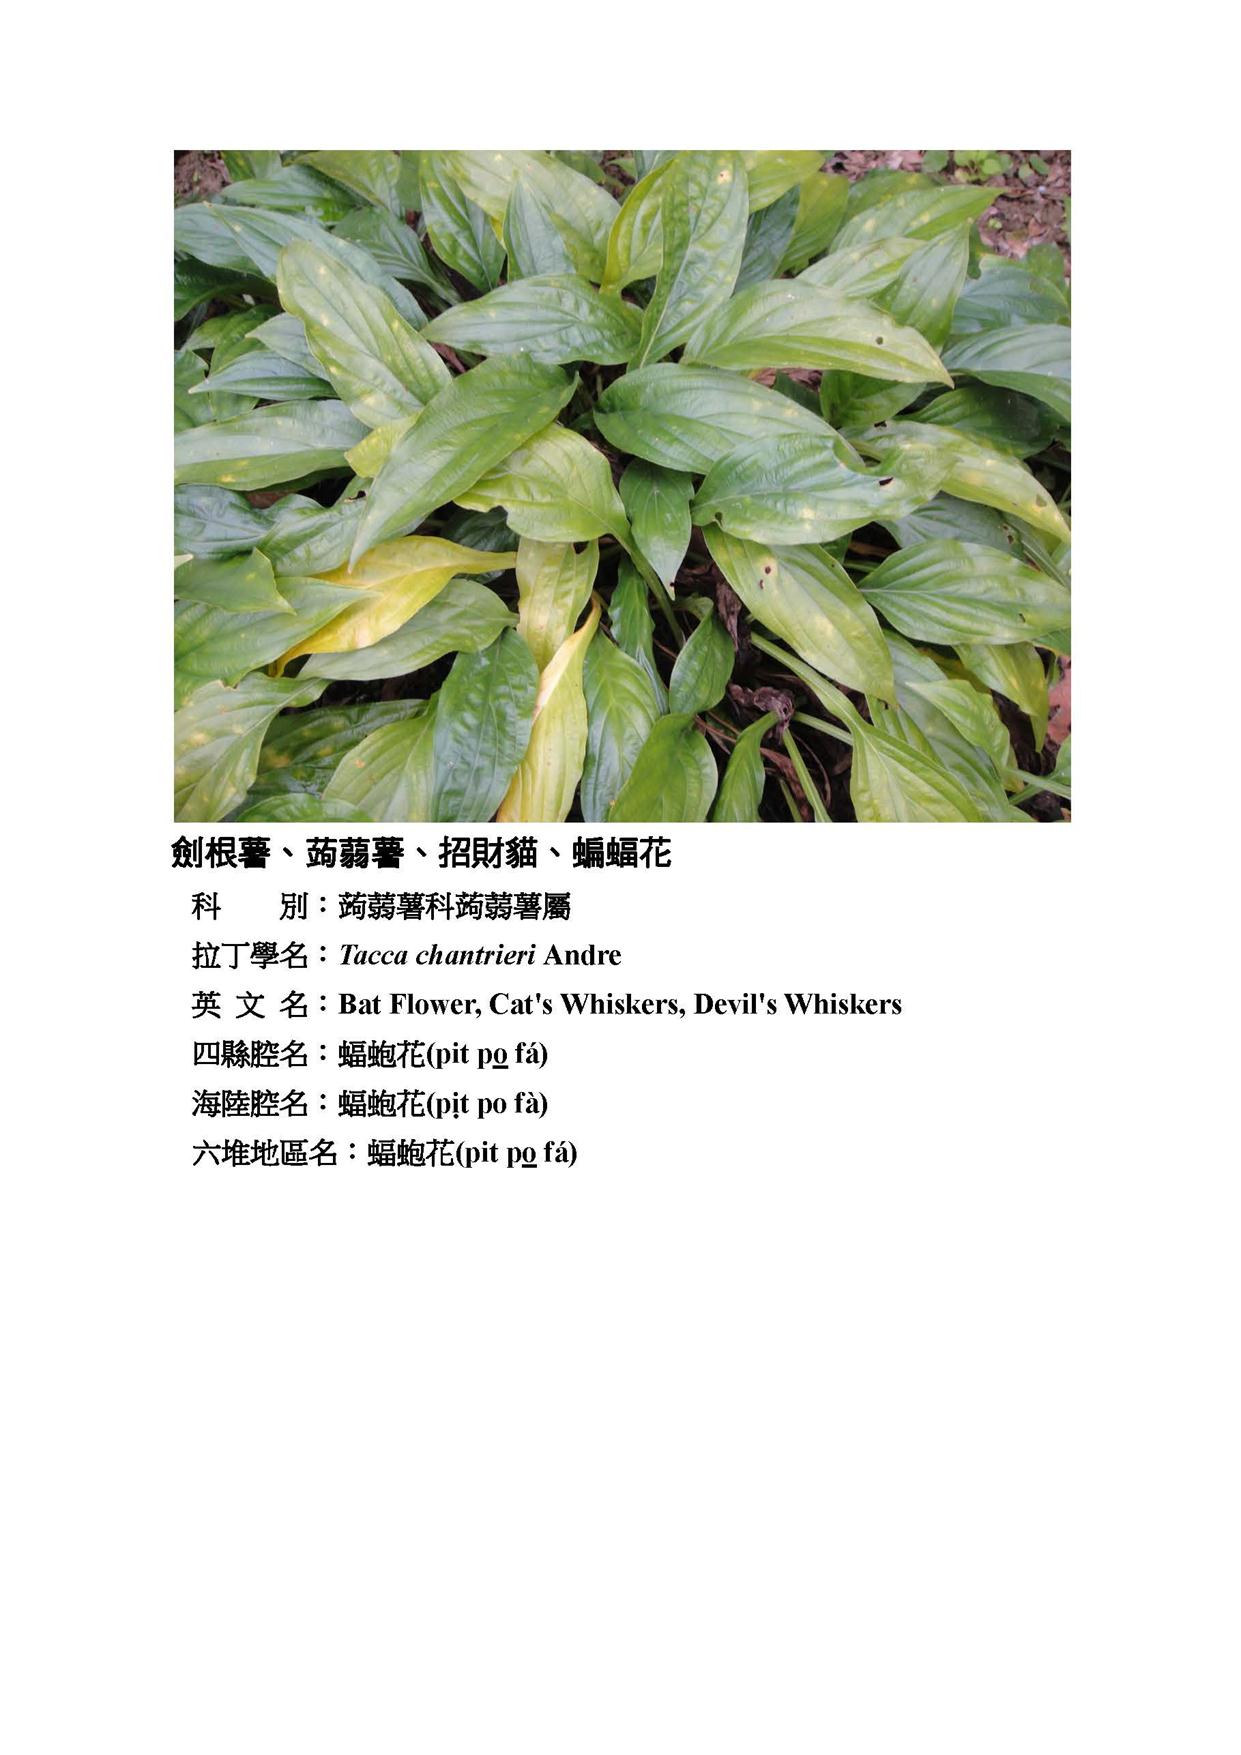 劍根薯、蒟蒻薯、招財貓、蝙蝠花
科　　別：蒟蒻薯科蒟蒻薯屬
拉丁學名：Tacca chantrieri Andre
英 文 名：Bat Flower, Cat's Whiskers, Devil's Whiskers
四縣腔名：蝠䗂花(pit po̲ fá)
海陸腔名：蝠䗂花(pịt po fà)
六堆地區名：蝠䗂花(pit po̲ fá)